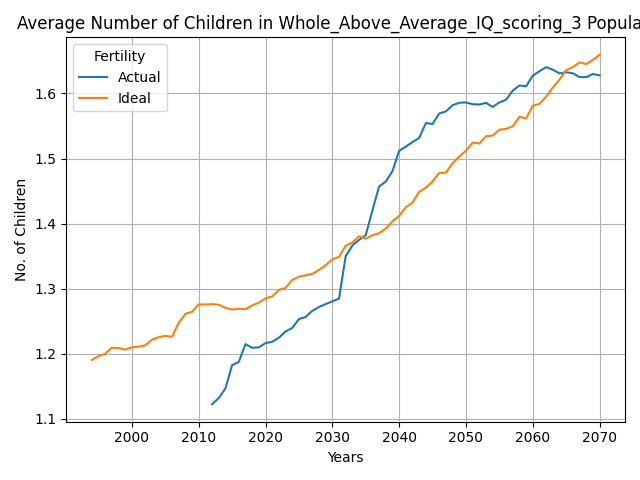 Average Number of Children in Whole_Above_Average_IQ_scoring_3 Popula
Fertility
Actual
Ideal
No. of Children
1.6
1.5
1.4
1.3
1.2
1.1
2000 2010 2020 2030 2040 2050 2060 2070
Years